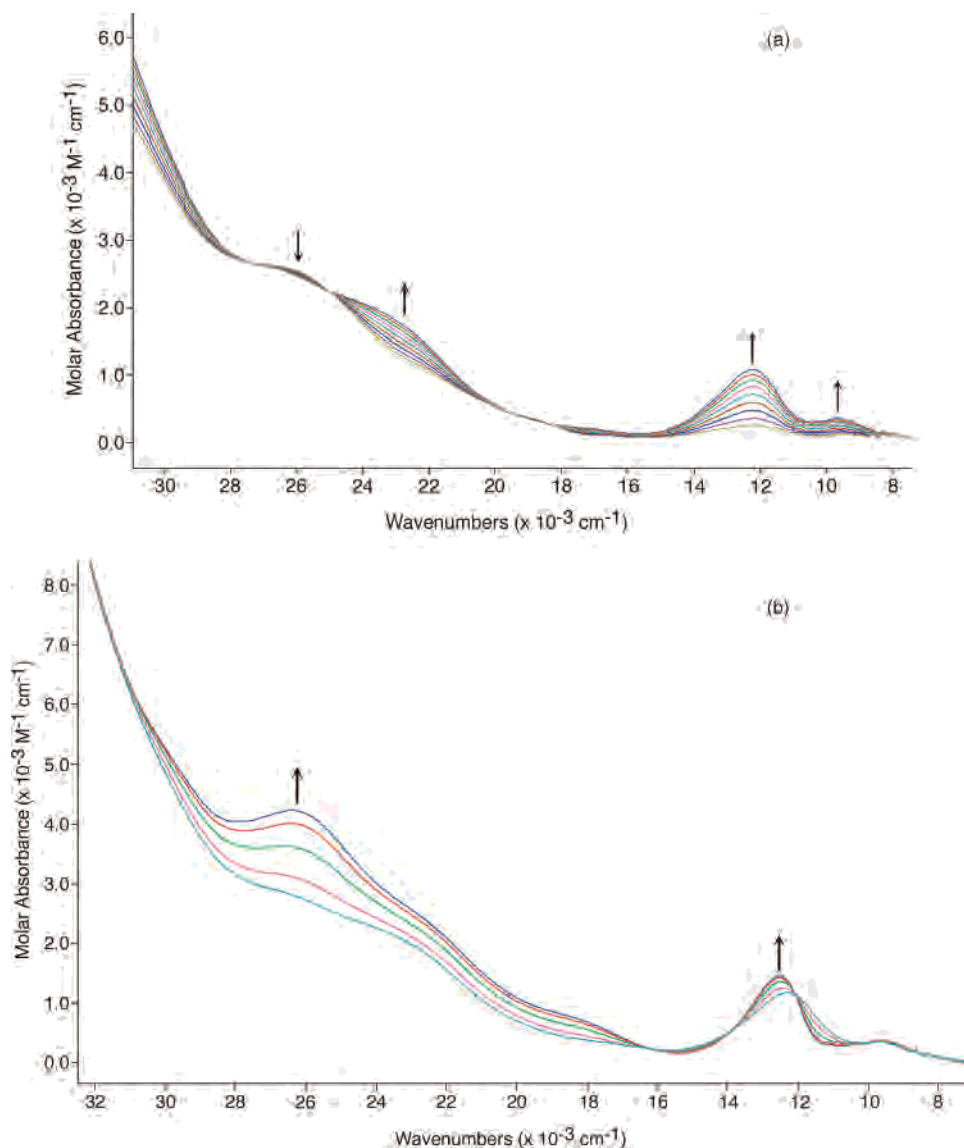 (a)
Molar Absorbance (x 10-3 M-1 cm-1)
6.0
5.0
4.0
3.0
2.0
1.0
0.0
30 28 26 24 22 20 18 16 14 12 10 8
Wavenumbers (x 10-3 cm-1)
(b)
Molar Absorbance (x 10-3 M-1 cm-1)
8.0
7.0
6.0
5.0
4.0
3.0
2.0
1.0
0.0
32 30 28 26 24 22 20 18 16 14 12 10 8
Wavenumbers (x 10-3 cm-1)